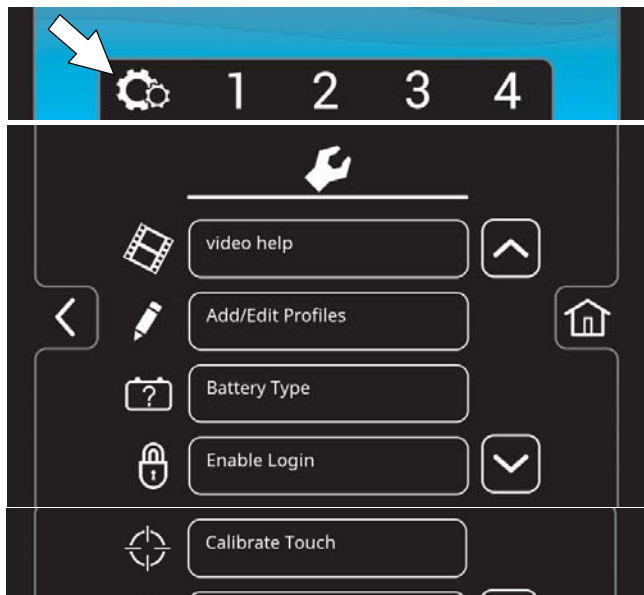 1 2 3 4
video help
Add/Edit Profiles
Battery Type
?
Enable Login
Calibrate Touch